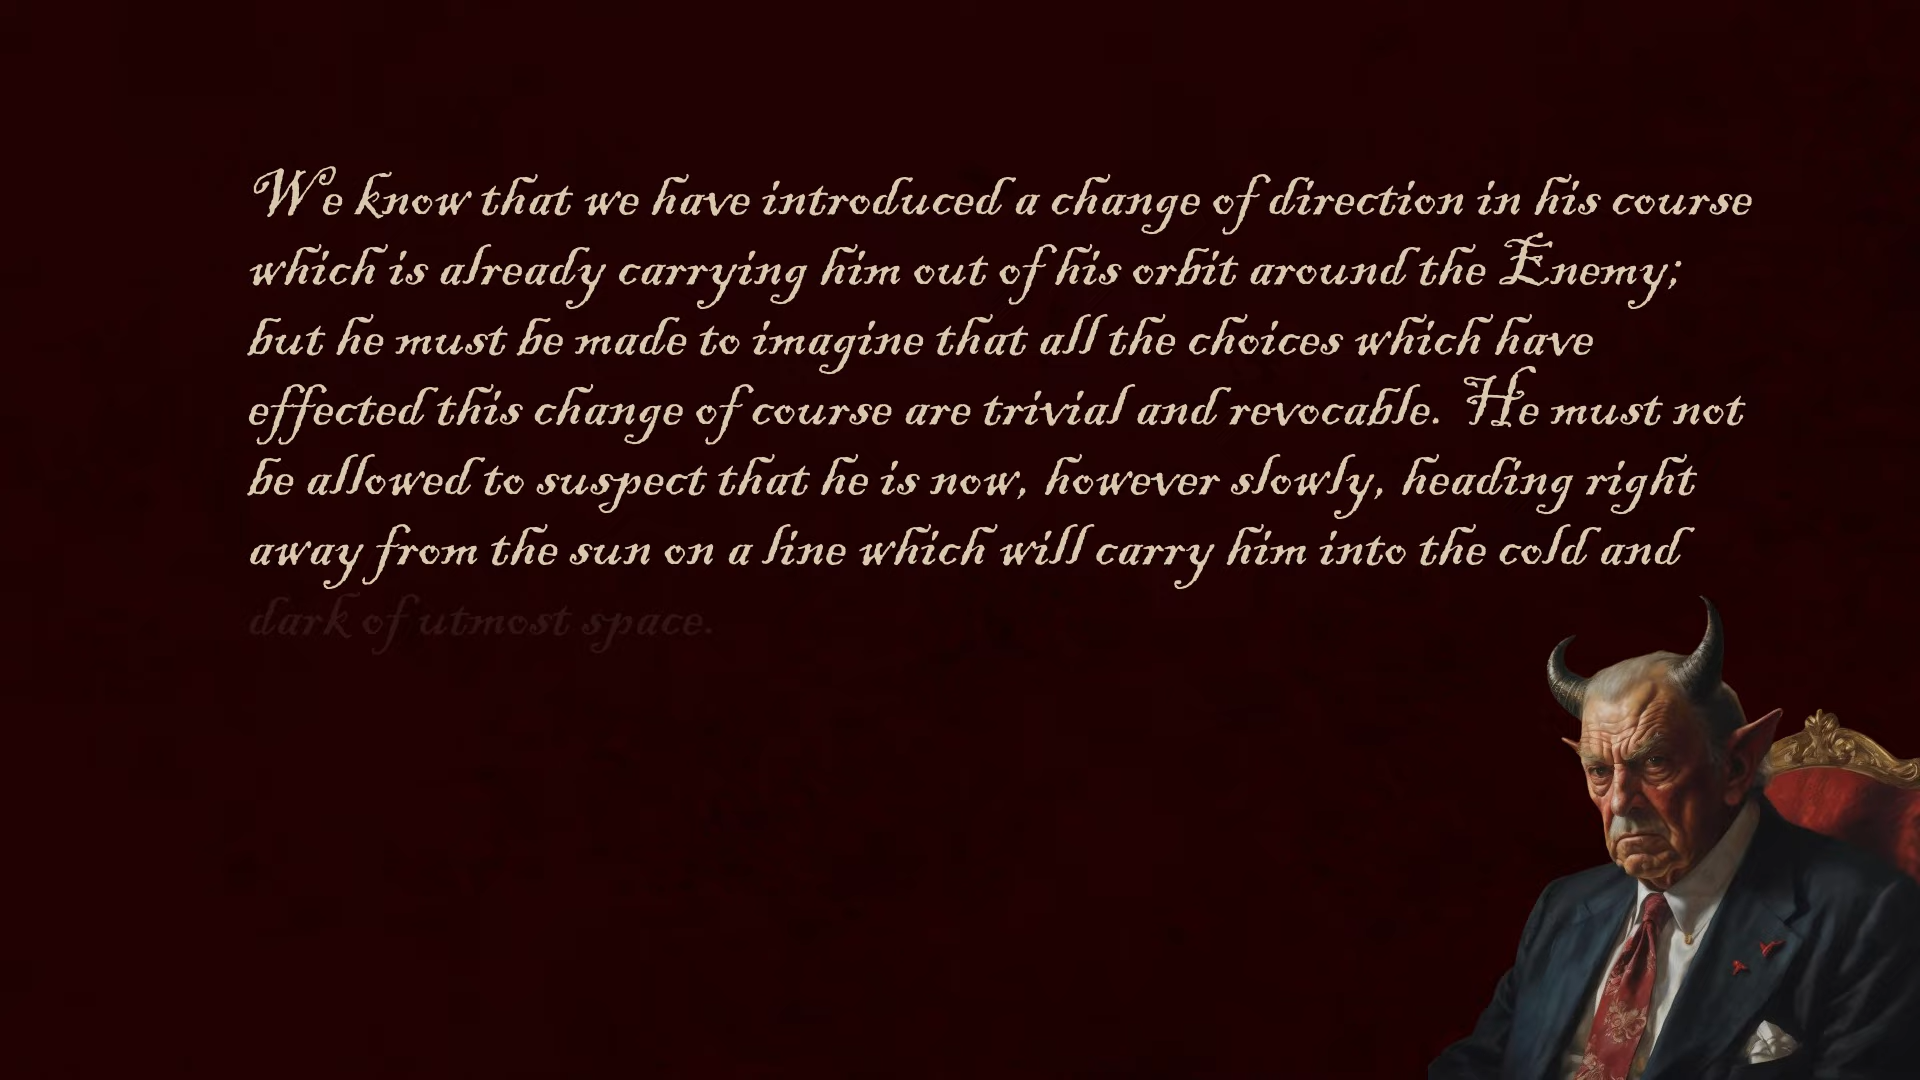 We know that we have introduced a change of direction in his course
which is already carrying him out of his orbit around the Enemy;
but he must be made to imagine that all the choices which have
effected this change of course are trivial and revocable. He must not
be allowed to suspect that he is now, however slowly, heading right
away from the sun on a line which will carry him into the cold and
dark of utmost space.